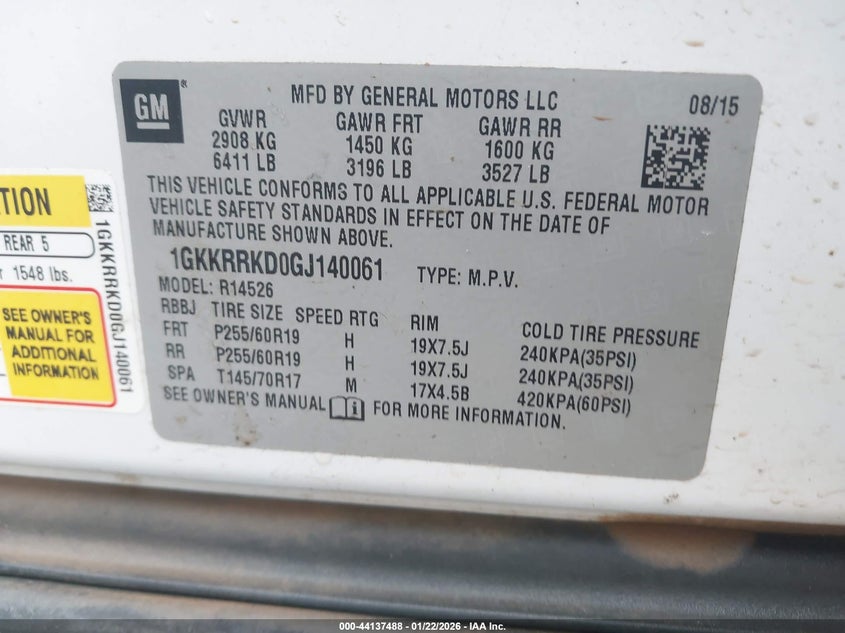 GM
®
MFD BY GENERAL MOTORS LLC
08/15
GVWR GAWR FRT GAWR RR
2908 KG 1450 KG 1600 KG
6411 LB 3196 LB 3527 LB
THIS VEHICLE CONFORMS TO ALL APPLICABLE U.S. FEDERAL MOTOR
VEHICLE SAFETY STANDARDS IN EFFECT ON THE DATE OF
MANUFACTURE SHOWN ABOVE.
1GKKRRKD0GJ140061 TYPE: M.P.V.
MODEL: R14526
RBBJ TIRE SIZE SPEED RTG RIM COLD TIRE PRESSURE
FRT P255/60R19 H 19X7.5J 240KPA(35PSI)
RR P255/60R19 H 19X7.5J 240KPA(35PSI)
SPA T145/70R17 M 17X4.5B 420KPA(60PSI)
SEE OWNER'S MANUAL i FOR MORE INFORMATION.
REAR 5
1548 lbs.
SEE OWNER'S
MANUAL FOR
ADDITIONAL
INFORMATION
1GKKRRKD0GJ140061
000-44137488 - 01/22/2026 - IAA Inc.